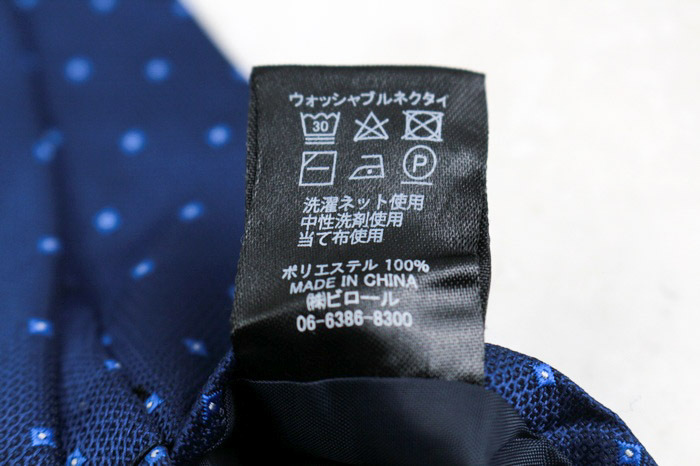 ウォッシャブルネクタイ
30
P
洗濯ネット使用
中性洗剤使用
当て布使用
ポリエステル 100%
MADE IN CHINA
㈱ビロール
06-6386-8300